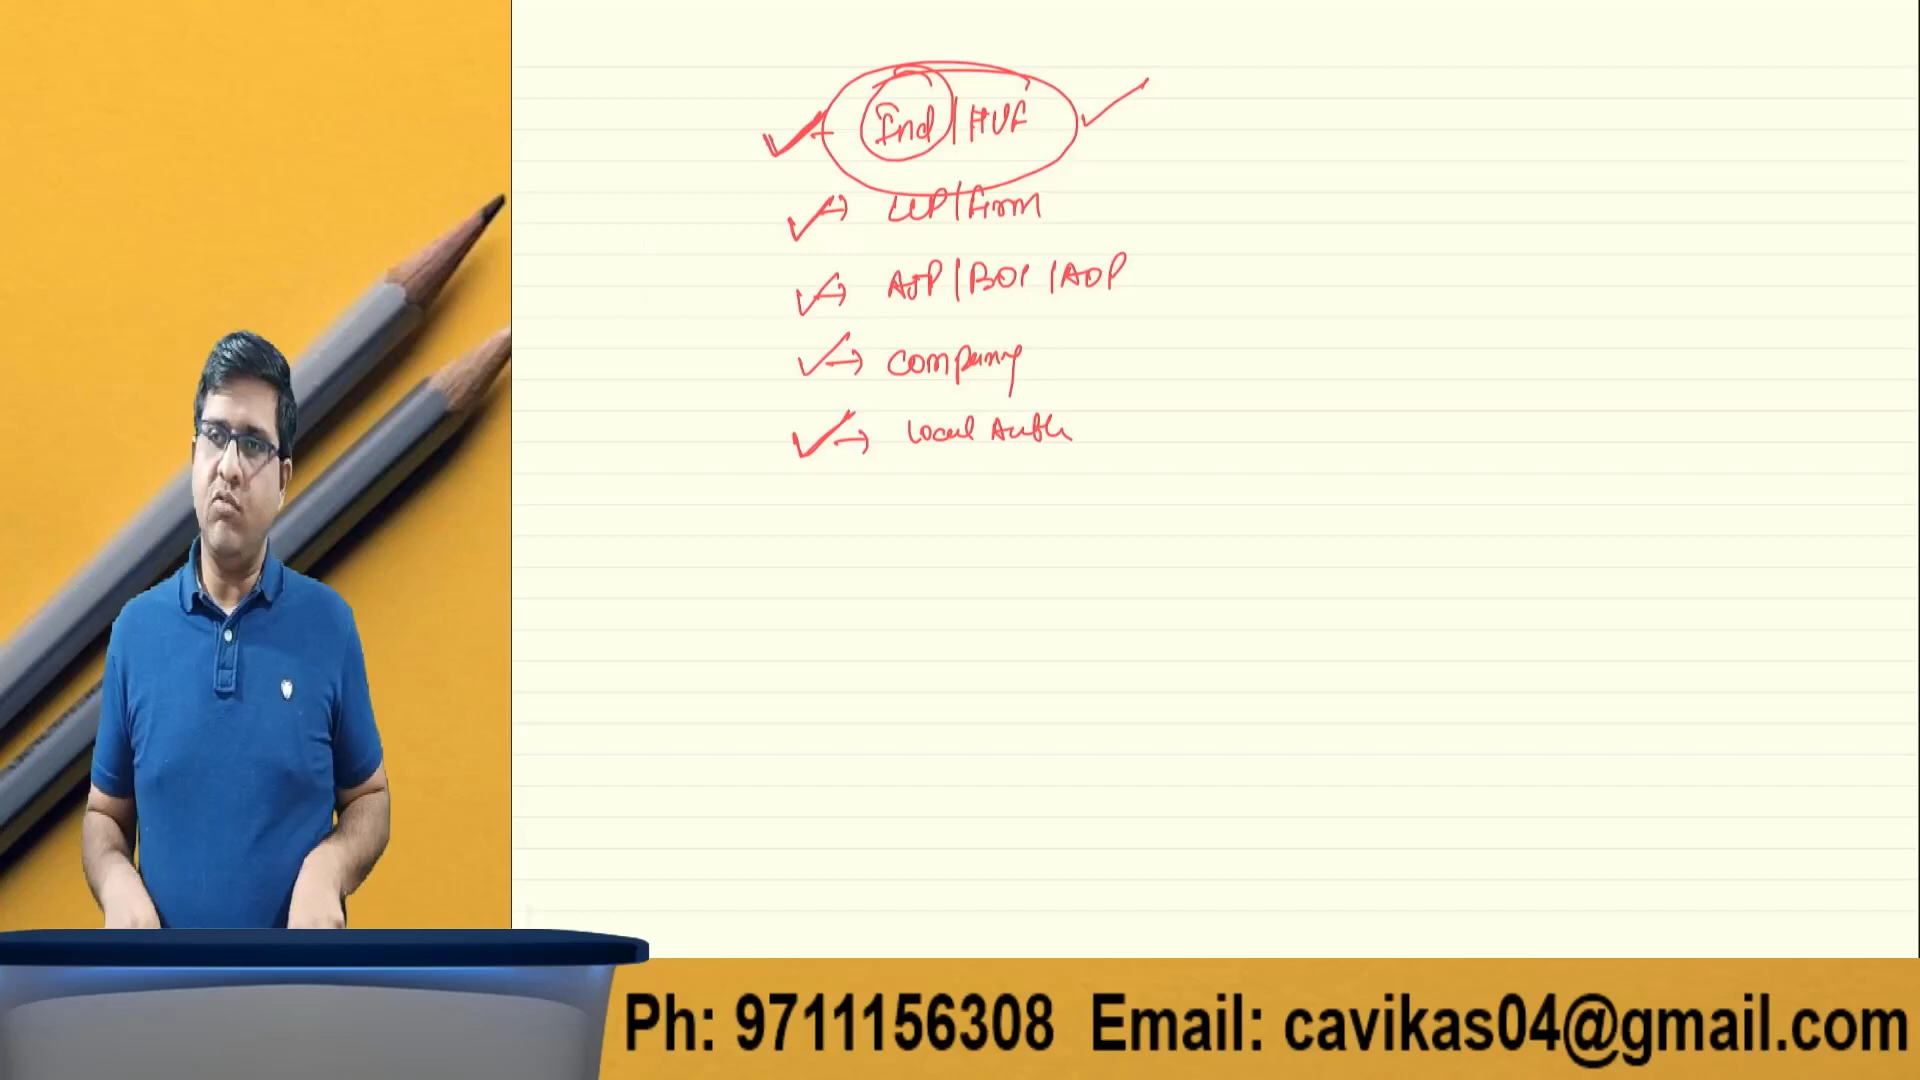 Ind | HUF
LLP | Firm
AJP | BOI | AOP
Company
Local Auth
Ph: 9711156308 Email: cavikas04@gmail.com